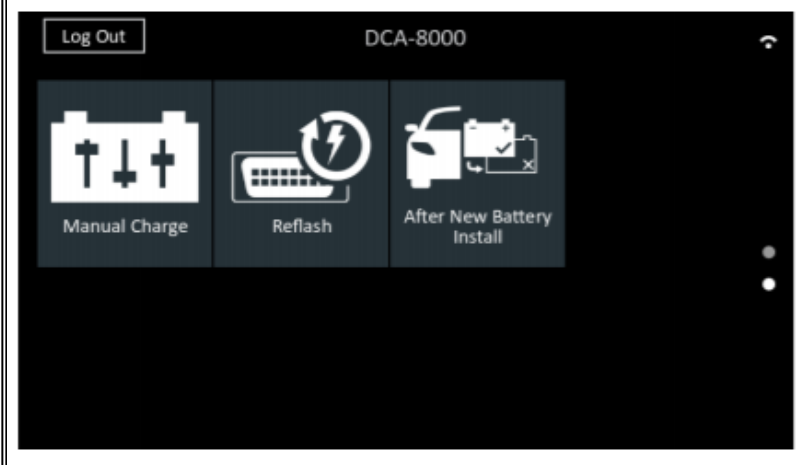 Log Out
DCA-8000
Manual Charge
Reflash
After New Battery
Install